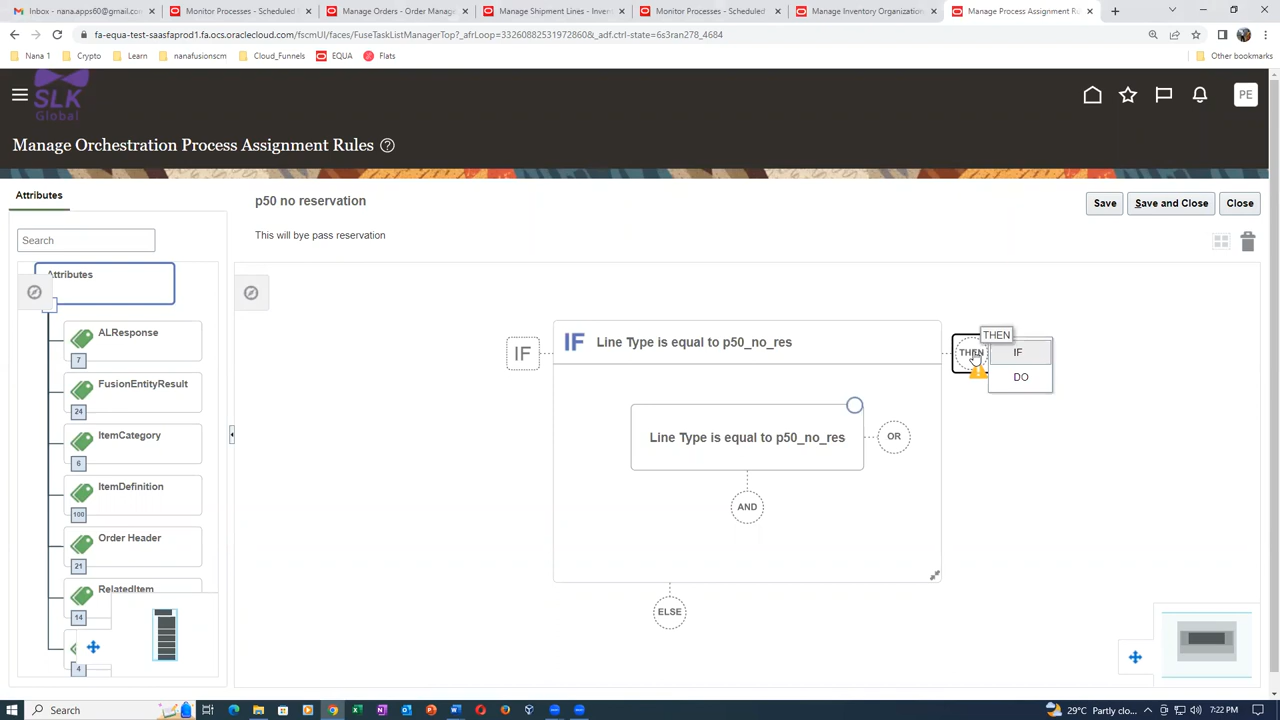 Inbox - nana.apps60@gmail.com
Monitor Processes - Scheduled
Manage Orders - Order Manage
Manage Shipment Lines - Inven
Monitor Processes - Scheduled
Manage Inventory Organization
Manage Process Assignment Ru
fa-equa-test-saasfaprod1.fa.ocs.oraclecloud.com/fscmUI/faces/FuseTaskListManagerTop?_afrLoop=33260882531972860&_adf.ctrl-state=6s3ran278_4684
Nana 1
Crypto
Learn
nanafusionscm
Cloud_Funnels
EQUA
Flats
Other bookmarks
SLK
Global
PE
Manage Orchestration Process Assignment Rules ?
Attributes
p50 no reservation
Save
Save and Close
Close
This will bye pass reservation
Search
Attributes
ALResponse
7
FusionEntityResult
24
ItemCategory
6
ItemDefinition
100
Order Header
21
RelatedItem
14
4
IF
IF Line Type is equal to p50_no_res
THEN
THEN
IF
DO
Line Type is equal to p50_no_res
OR
AND
ELSE
Search
29°C Partly clo...
7:22 PM